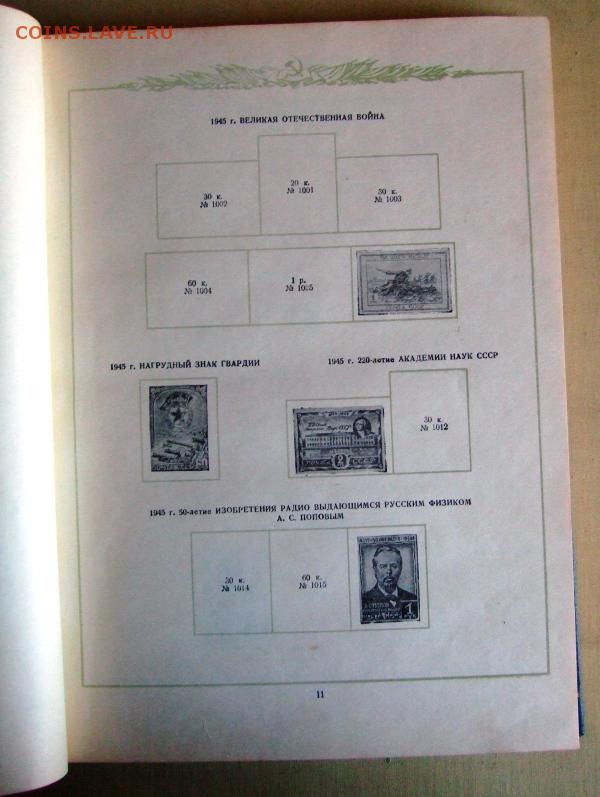 COINS.LAVE.RU
1945 г. ВЕЛИКАЯ ОТЕЧЕСТВЕННАЯ ВОЙНА
30 к.
№ 1002
20 к.
№ 1001
30 к.
№ 1003
60 к.
№ 1004
1 р.
№ 1005
1945 г. НАГРУДНЫЙ ЗНАК ГВАРДИИ
1945 г. 220-летие АКАДЕМИИ НАУК СССР
30 к.
№ 1012
2
1945 г. 50-летие ИЗОБРЕТЕНИЯ РАДИО ВЫДАЮЩИМСЯ РУССКИМ ФИЗИКОМ
А. С. ПОПОВЫМ
30 к.
№ 1014
60 к.
№ 1015
1
11